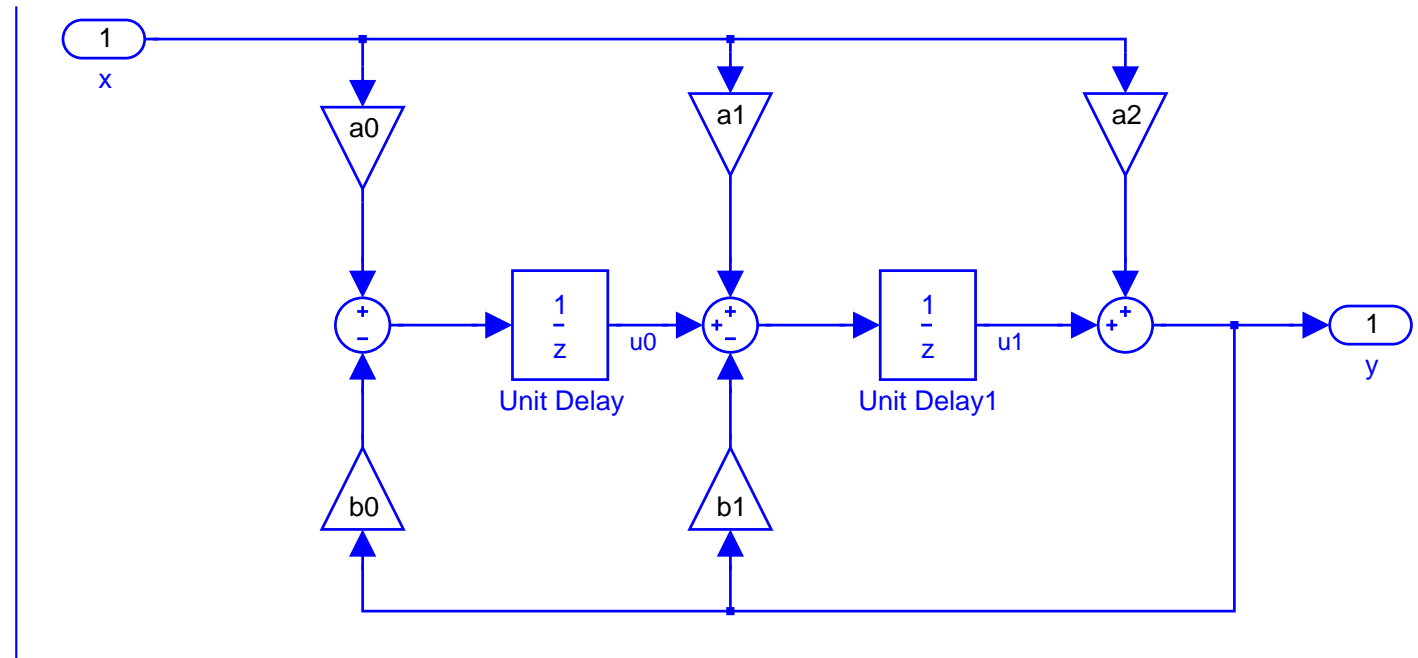 1
x
a0
a1
a2
+
−
1
z
Unit Delay
u0
+
+
−
1
z
Unit Delay1
u1
+
+
1
y
b0
b1